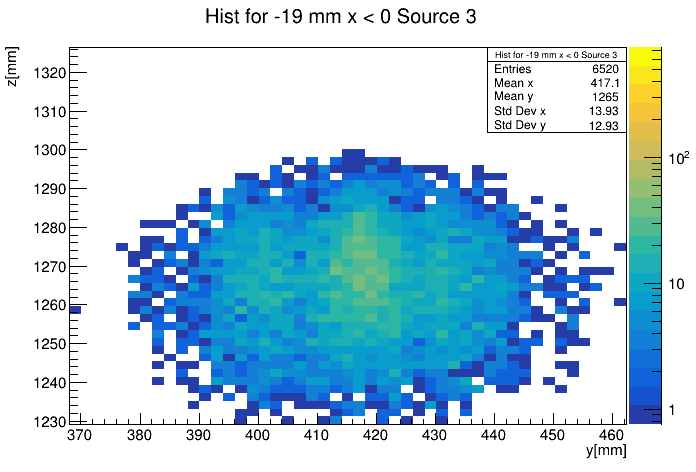 Hist for -19 mm x < 0 Source 3
z[mm]
Hist for -19 mm x < 0 Source 3
Entries 6520
Mean x 417.1
Mean y 1265
Std Dev x 13.93
Std Dev y 12.93
1320
1310
1300
1290
1280
1270
1260
1250
1240
1230
10²
10
1
370 380 390 400 410 420 430 440 450 460
y[mm]